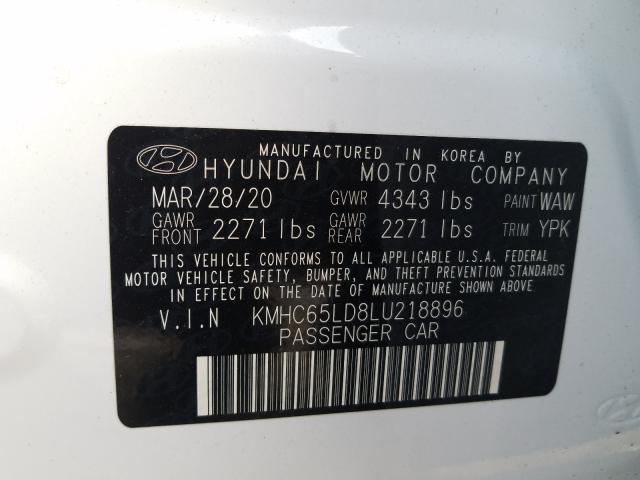 MANUFACTURED IN KOREA BY
HYUNDAI MOTOR COMPANY
MAR/28/20 GVWR 4343 lbs PAINT WAW
GAWR FRONT 2271 lbs GAWR REAR 2271 lbs TRIM YPK
THIS VEHICLE CONFORMS TO ALL APPLICABLE U.S.A. FEDERAL
MOTOR VEHICLE SAFETY, BUMPER, AND THEFT PREVENTION STANDARDS
IN EFFECT ON THE DATE OF MANUFACTURE SHOWN ABOVE.
V.I.N KMHC65LD8LU218896
PASSENGER CAR